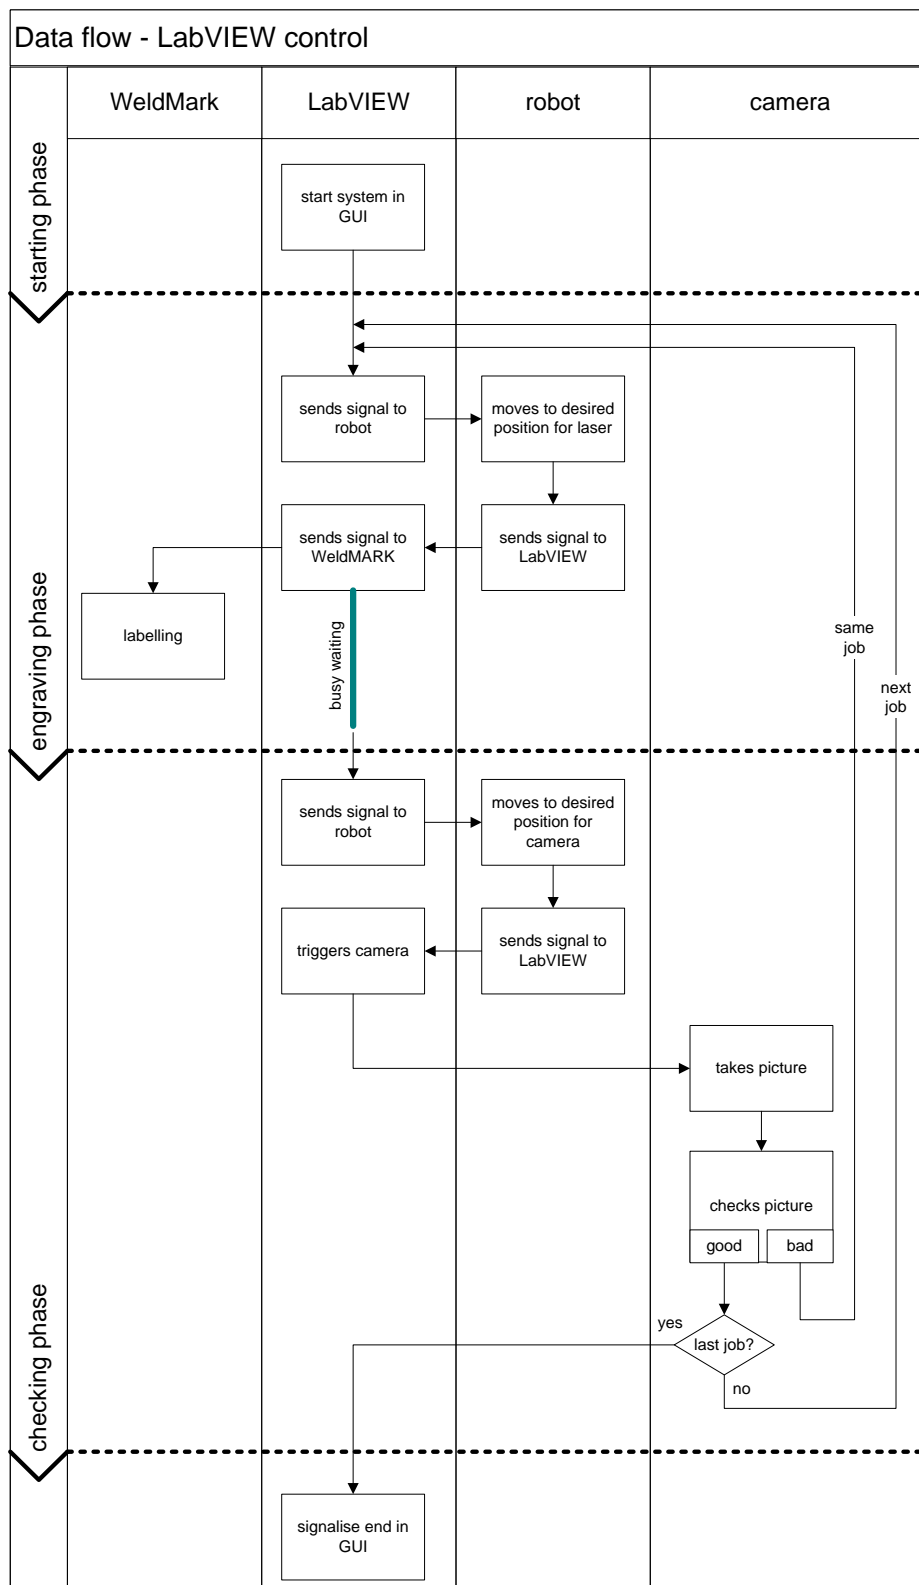 Data flow - LabVIEW control
WeldMark
LabVIEW
robot
camera
starting phase
start system in
GUI
engraving phase
sends signal to
robot
moves to desired
position for laser
sends signal to
WeldMARK
sends signal to
LabVIEW
labelling
busy waiting
same
job
next
job
checking phase
sends signal to
robot
moves to desired
position for
camera
triggers camera
sends signal to
LabVIEW
takes picture
checks picture
good
bad
yes
last job?
no
signalise end in
GUI